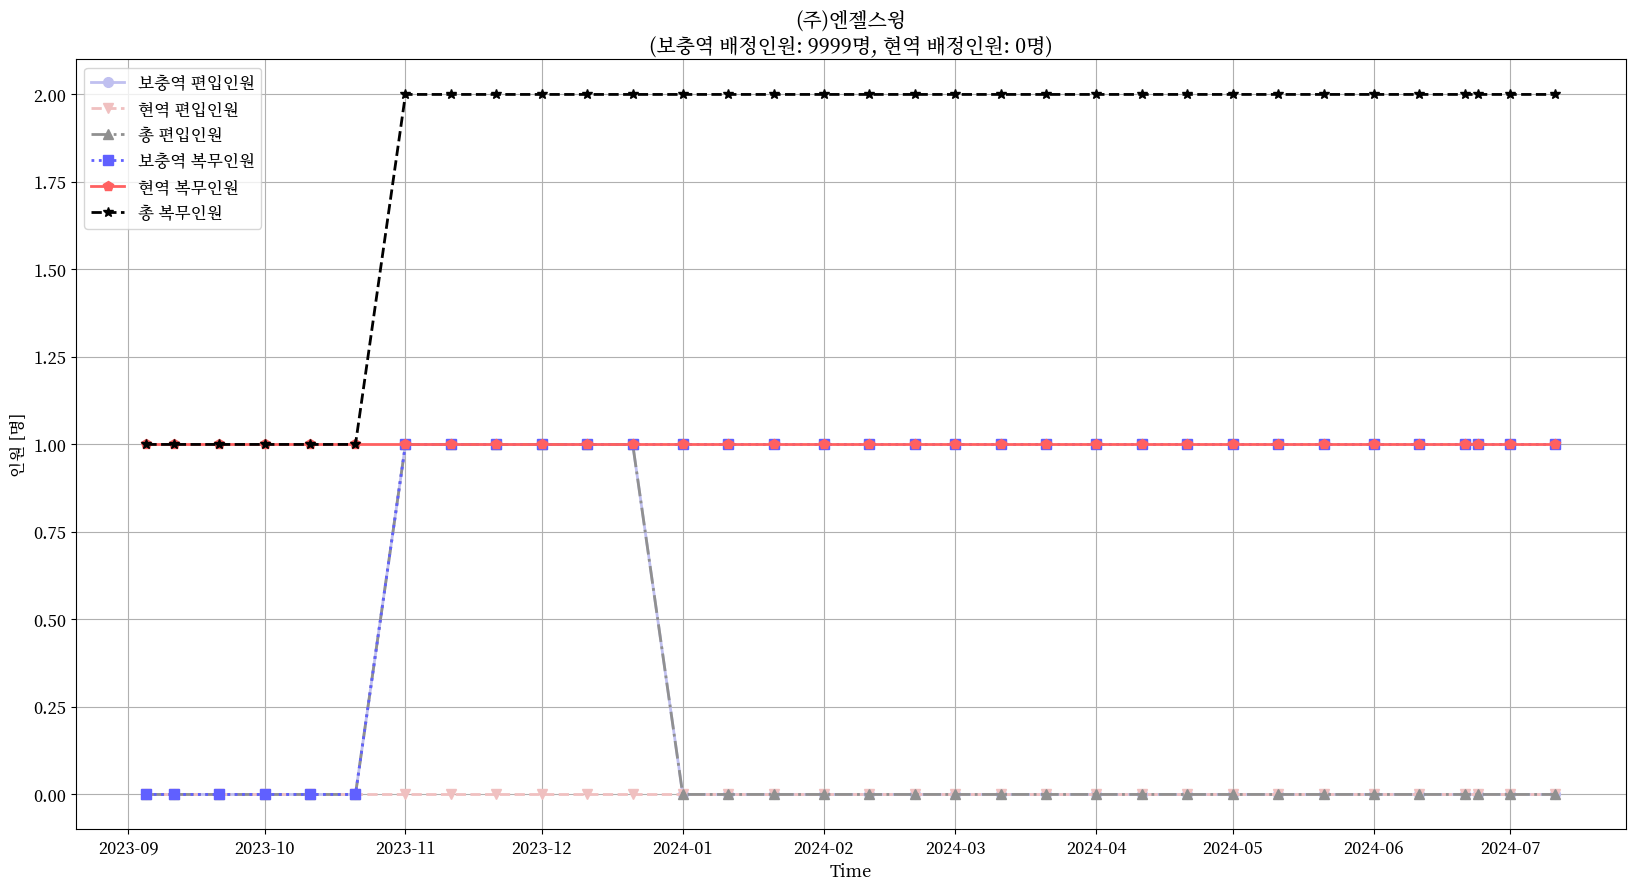 (주)엔젤스윙
(보충역 배정인원: 9999명, 현역 배정인원: 0명)
보충역 편입인원
현역 편입인원
총 편입인원
보충역 복무인원
현역 복무인원
총 복무인원
2.00
1.75
1.50
1.25
1.00
0.75
0.50
0.25
0.00
인원 [명]
2023-09 2023-10 2023-11 2023-12 2024-01 2024-02 2024-03 2024-04 2024-05 2024-06 2024-07
Time